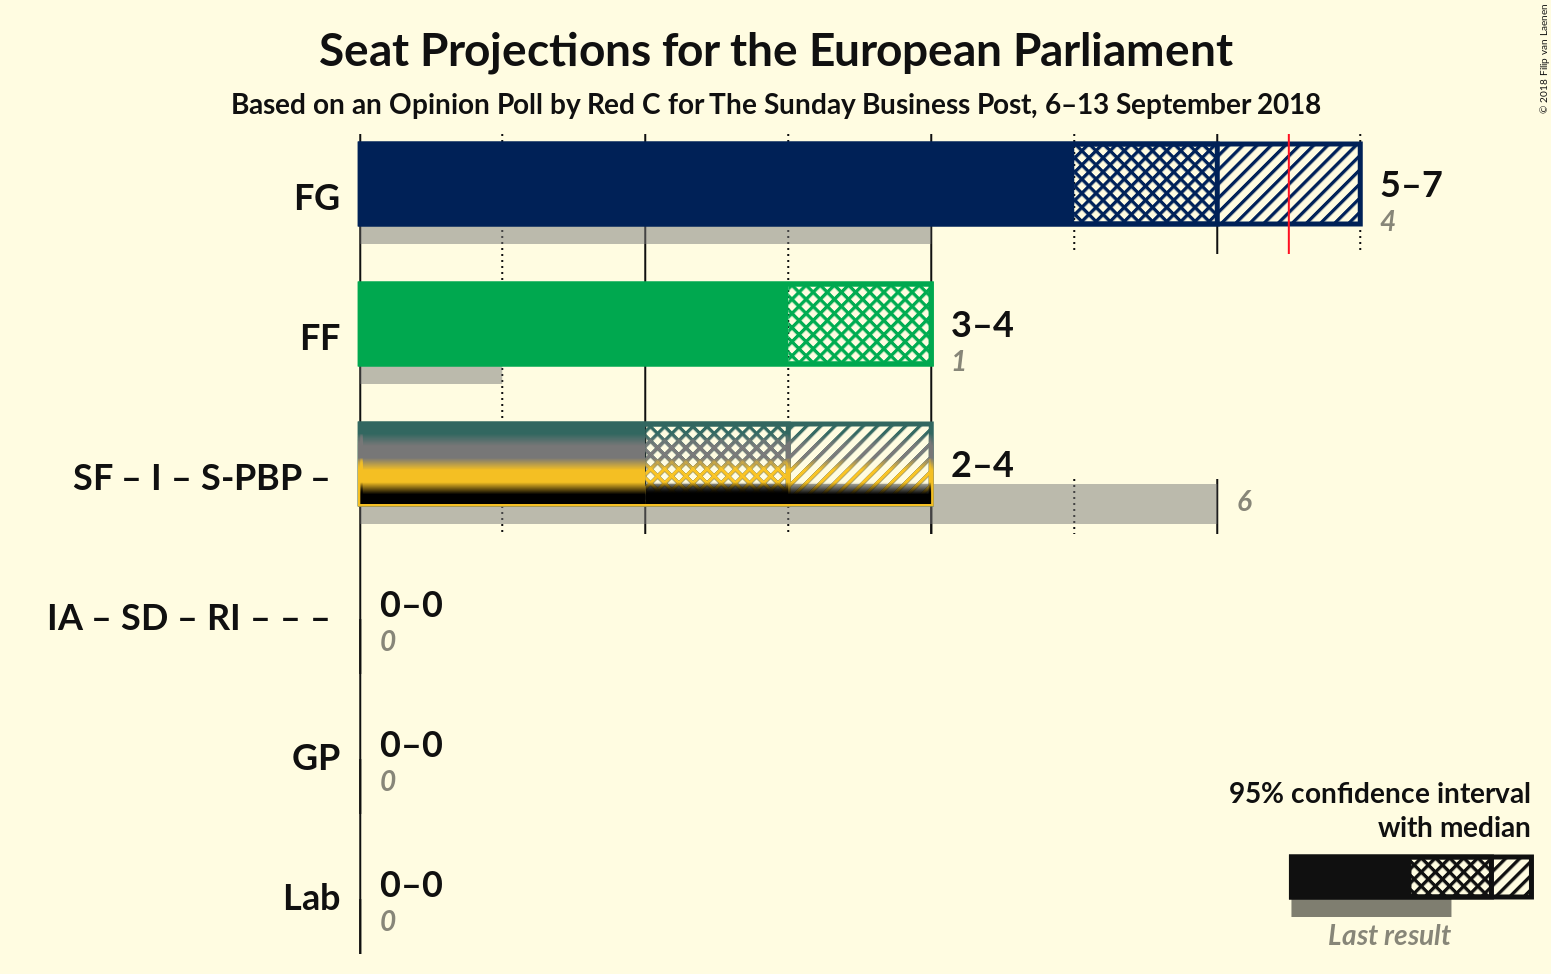 Seat Projections for the European Parliament
Based on an Opinion Poll by Red C for The Sunday Business Post, 6–13 September 2018
© 2018 Filip van Laenen
FG
5–7
4
FF
3–4
1
SF – I – S-PBP –
2–4
6
IA – SD – RI – – –
0–0
0
GP
0–0
0
Lab
0–0
0
95% confidence interval
with median
Last result